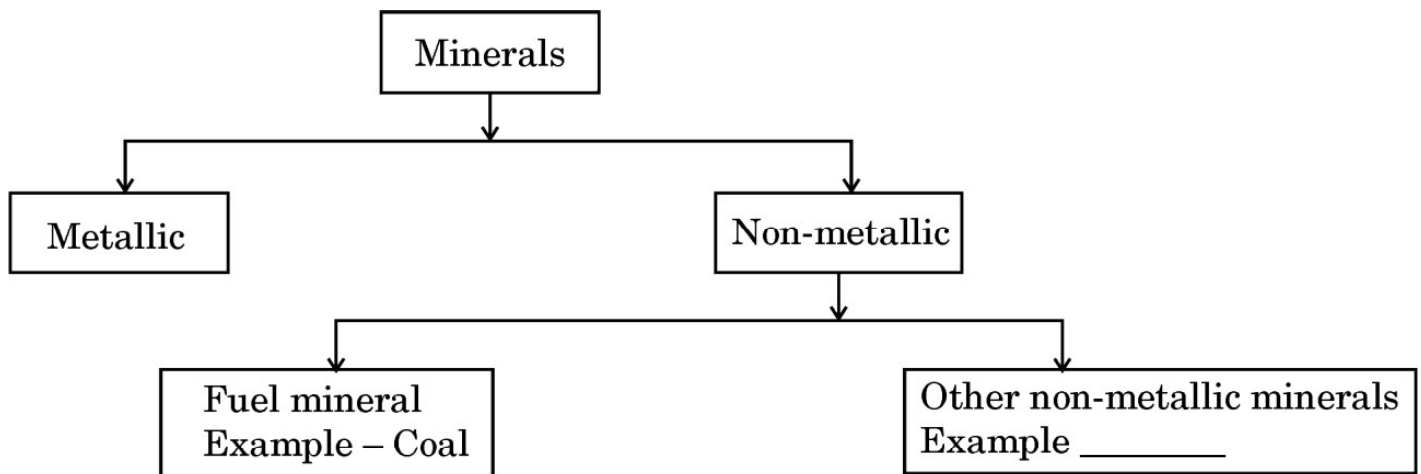 Minerals
Metallic
Non-metallic
Fuel mineral
Example – Coal
Other non-metallic minerals
Example ________